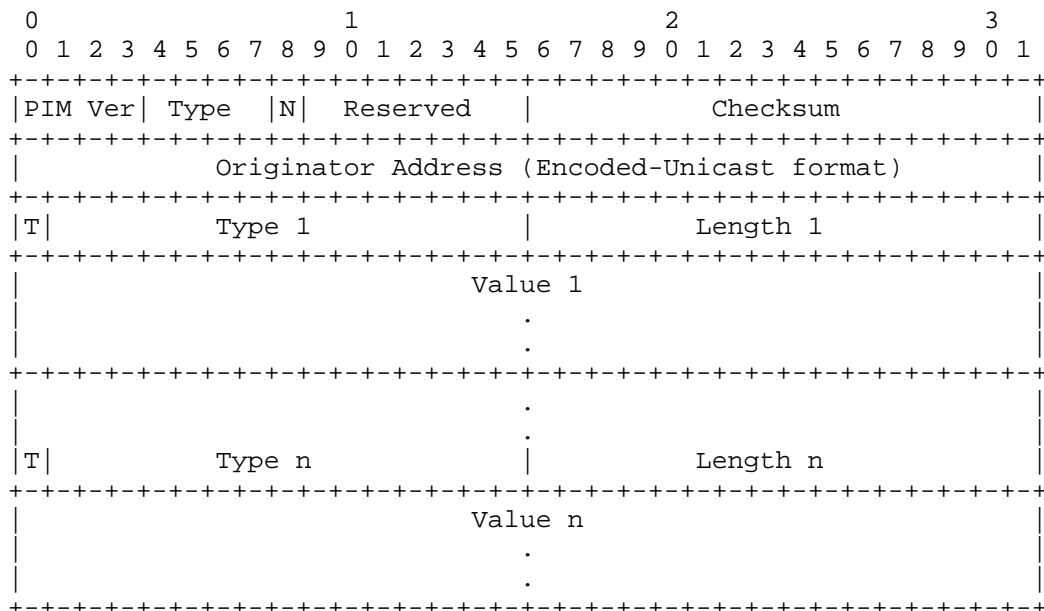 0                   1                   2                   3
 0 1 2 3 4 5 6 7 8 9 0 1 2 3 4 5 6 7 8 9 0 1 2 3 4 5 6 7 8 9 0 1
+-+-+-+-+-+-+-+-+-+-+-+-+-+-+-+-+-+-+-+-+-+-+-+-+-+-+-+-+-+-+-+-+
|PIM Ver| Type  |N|  Reserved   |           Checksum            |
+-+-+-+-+-+-+-+-+-+-+-+-+-+-+-+-+-+-+-+-+-+-+-+-+-+-+-+-+-+-+-+-+
|            Originator Address (Encoded-Unicast format)        |
+-+-+-+-+-+-+-+-+-+-+-+-+-+-+-+-+-+-+-+-+-+-+-+-+-+-+-+-+-+-+-+-+
|T|          Type 1             |          Length 1             |
+-+-+-+-+-+-+-+-+-+-+-+-+-+-+-+-+-+-+-+-+-+-+-+-+-+-+-+-+-+-+-+-+
|                            Value 1                            |
|                               .                               |
|                               .                               |
+-+-+-+-+-+-+-+-+-+-+-+-+-+-+-+-+-+-+-+-+-+-+-+-+-+-+-+-+-+-+-+-+
|                               .                               |
|                               .                               |
|T|          Type n             |          Length n             |
+-+-+-+-+-+-+-+-+-+-+-+-+-+-+-+-+-+-+-+-+-+-+-+-+-+-+-+-+-+-+-+-+
|                            Value n                            |
|                               .                               |
|                               .                               |
+-+-+-+-+-+-+-+-+-+-+-+-+-+-+-+-+-+-+-+-+-+-+-+-+-+-+-+-+-+-+-+-+